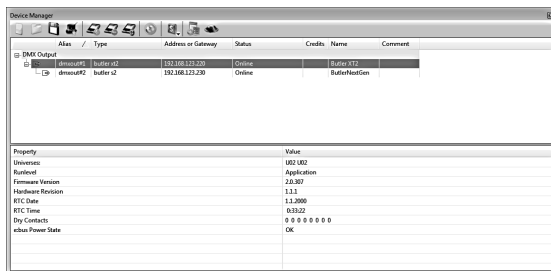 Device Manager
Alias / Type Address or Gateway Status Credits Name Comment
DMX Output
dmxout#1 butler xt2 192.168.123.220 Online Butler XT2
dmxout#2 butler s2 192.168.123.230 Online ButlerNextGen
Property Value
Universes: U02 U02
Runlevel Application
Firmware Version 2.0.307
Hardware Revision 1.1.1
RTC Date 1.1.2000
RTC Time 0:33:22
Dry Contacts 0 0 0 0 0 0 0 0
e:bus Power State OK